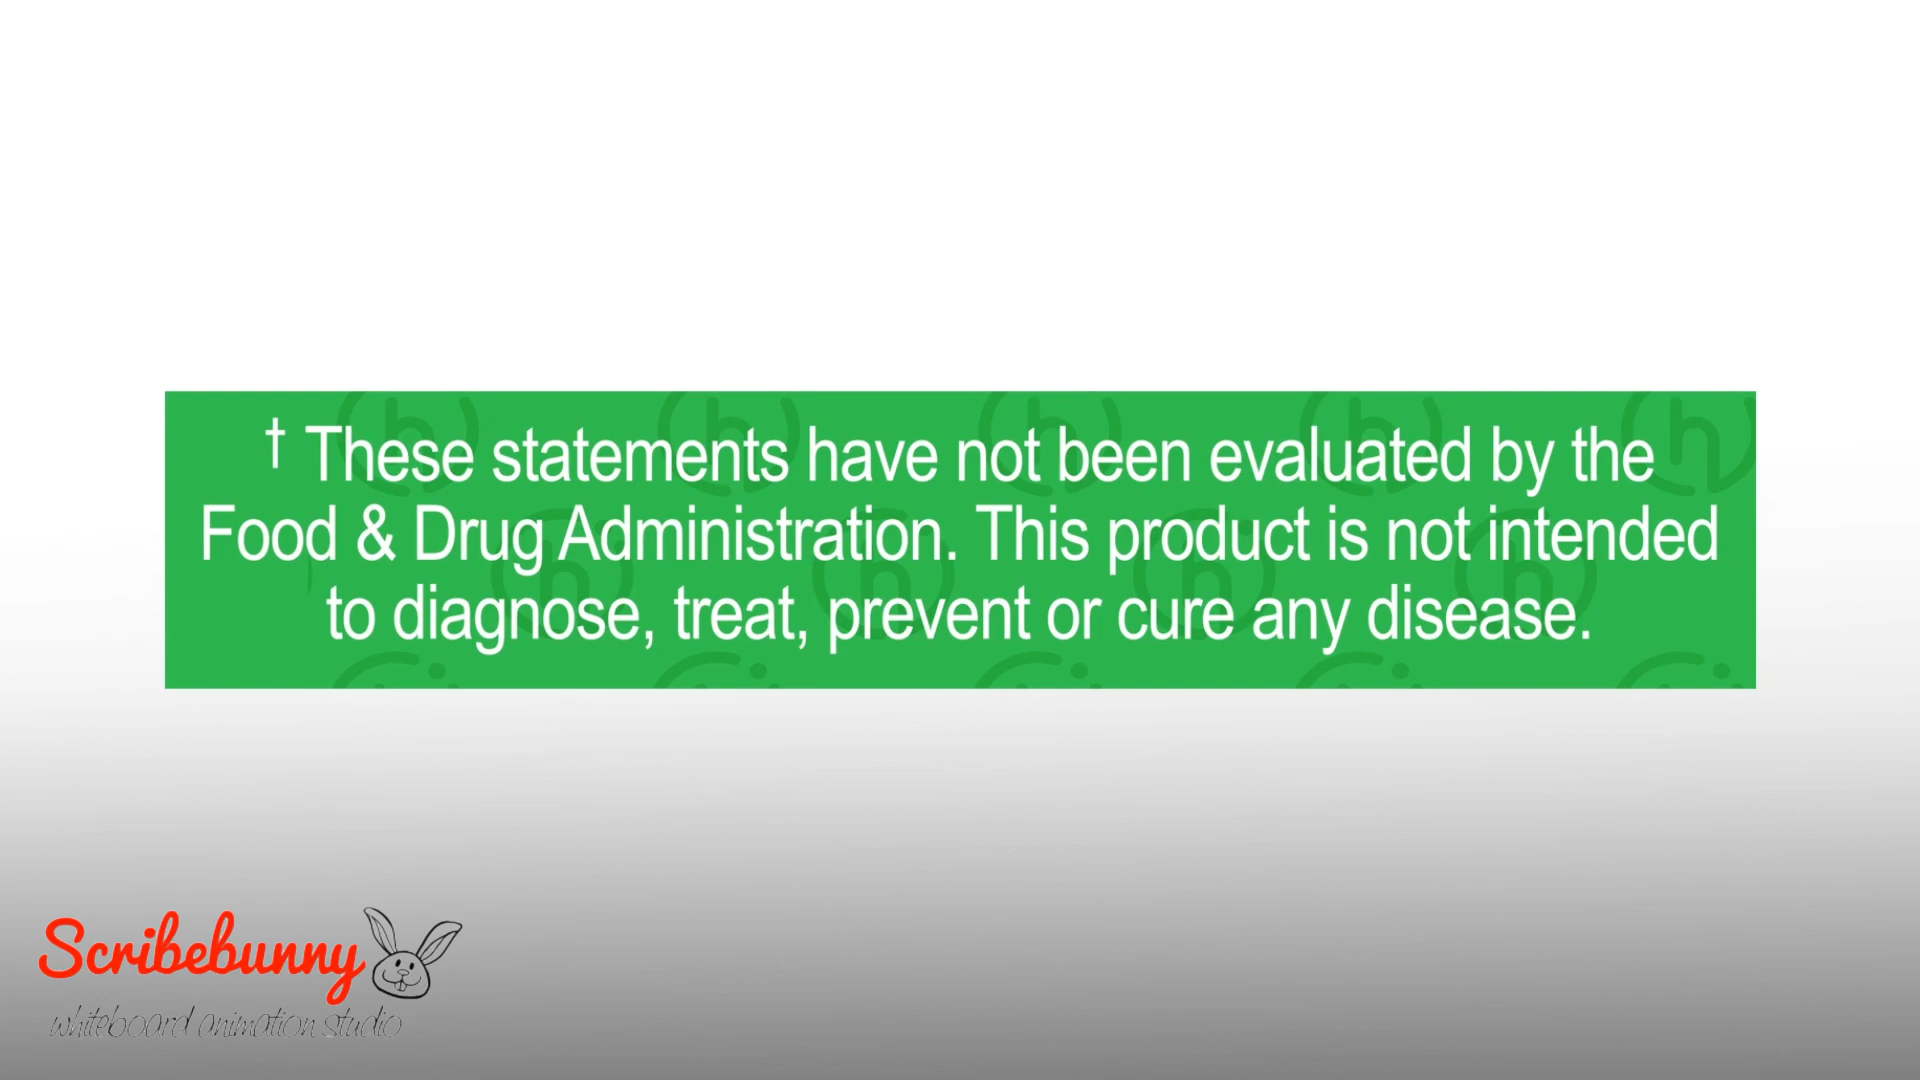 † These statements have not been evaluated by the
Food & Drug Administration. This product is not intended
to diagnose, treat, prevent or cure any disease.
Scribebunny
whiteboard animation studio